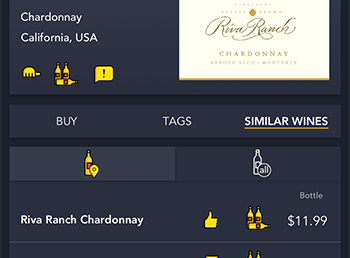 Chardonnay
California, USA
ESTATE GROWN
Riva Ranch
CHARDONNAY
ARROYO SECO • MONTEREY
BUY
TAGS
SIMILAR WINES
all
Bottle
Riva Ranch Chardonnay
$11.99